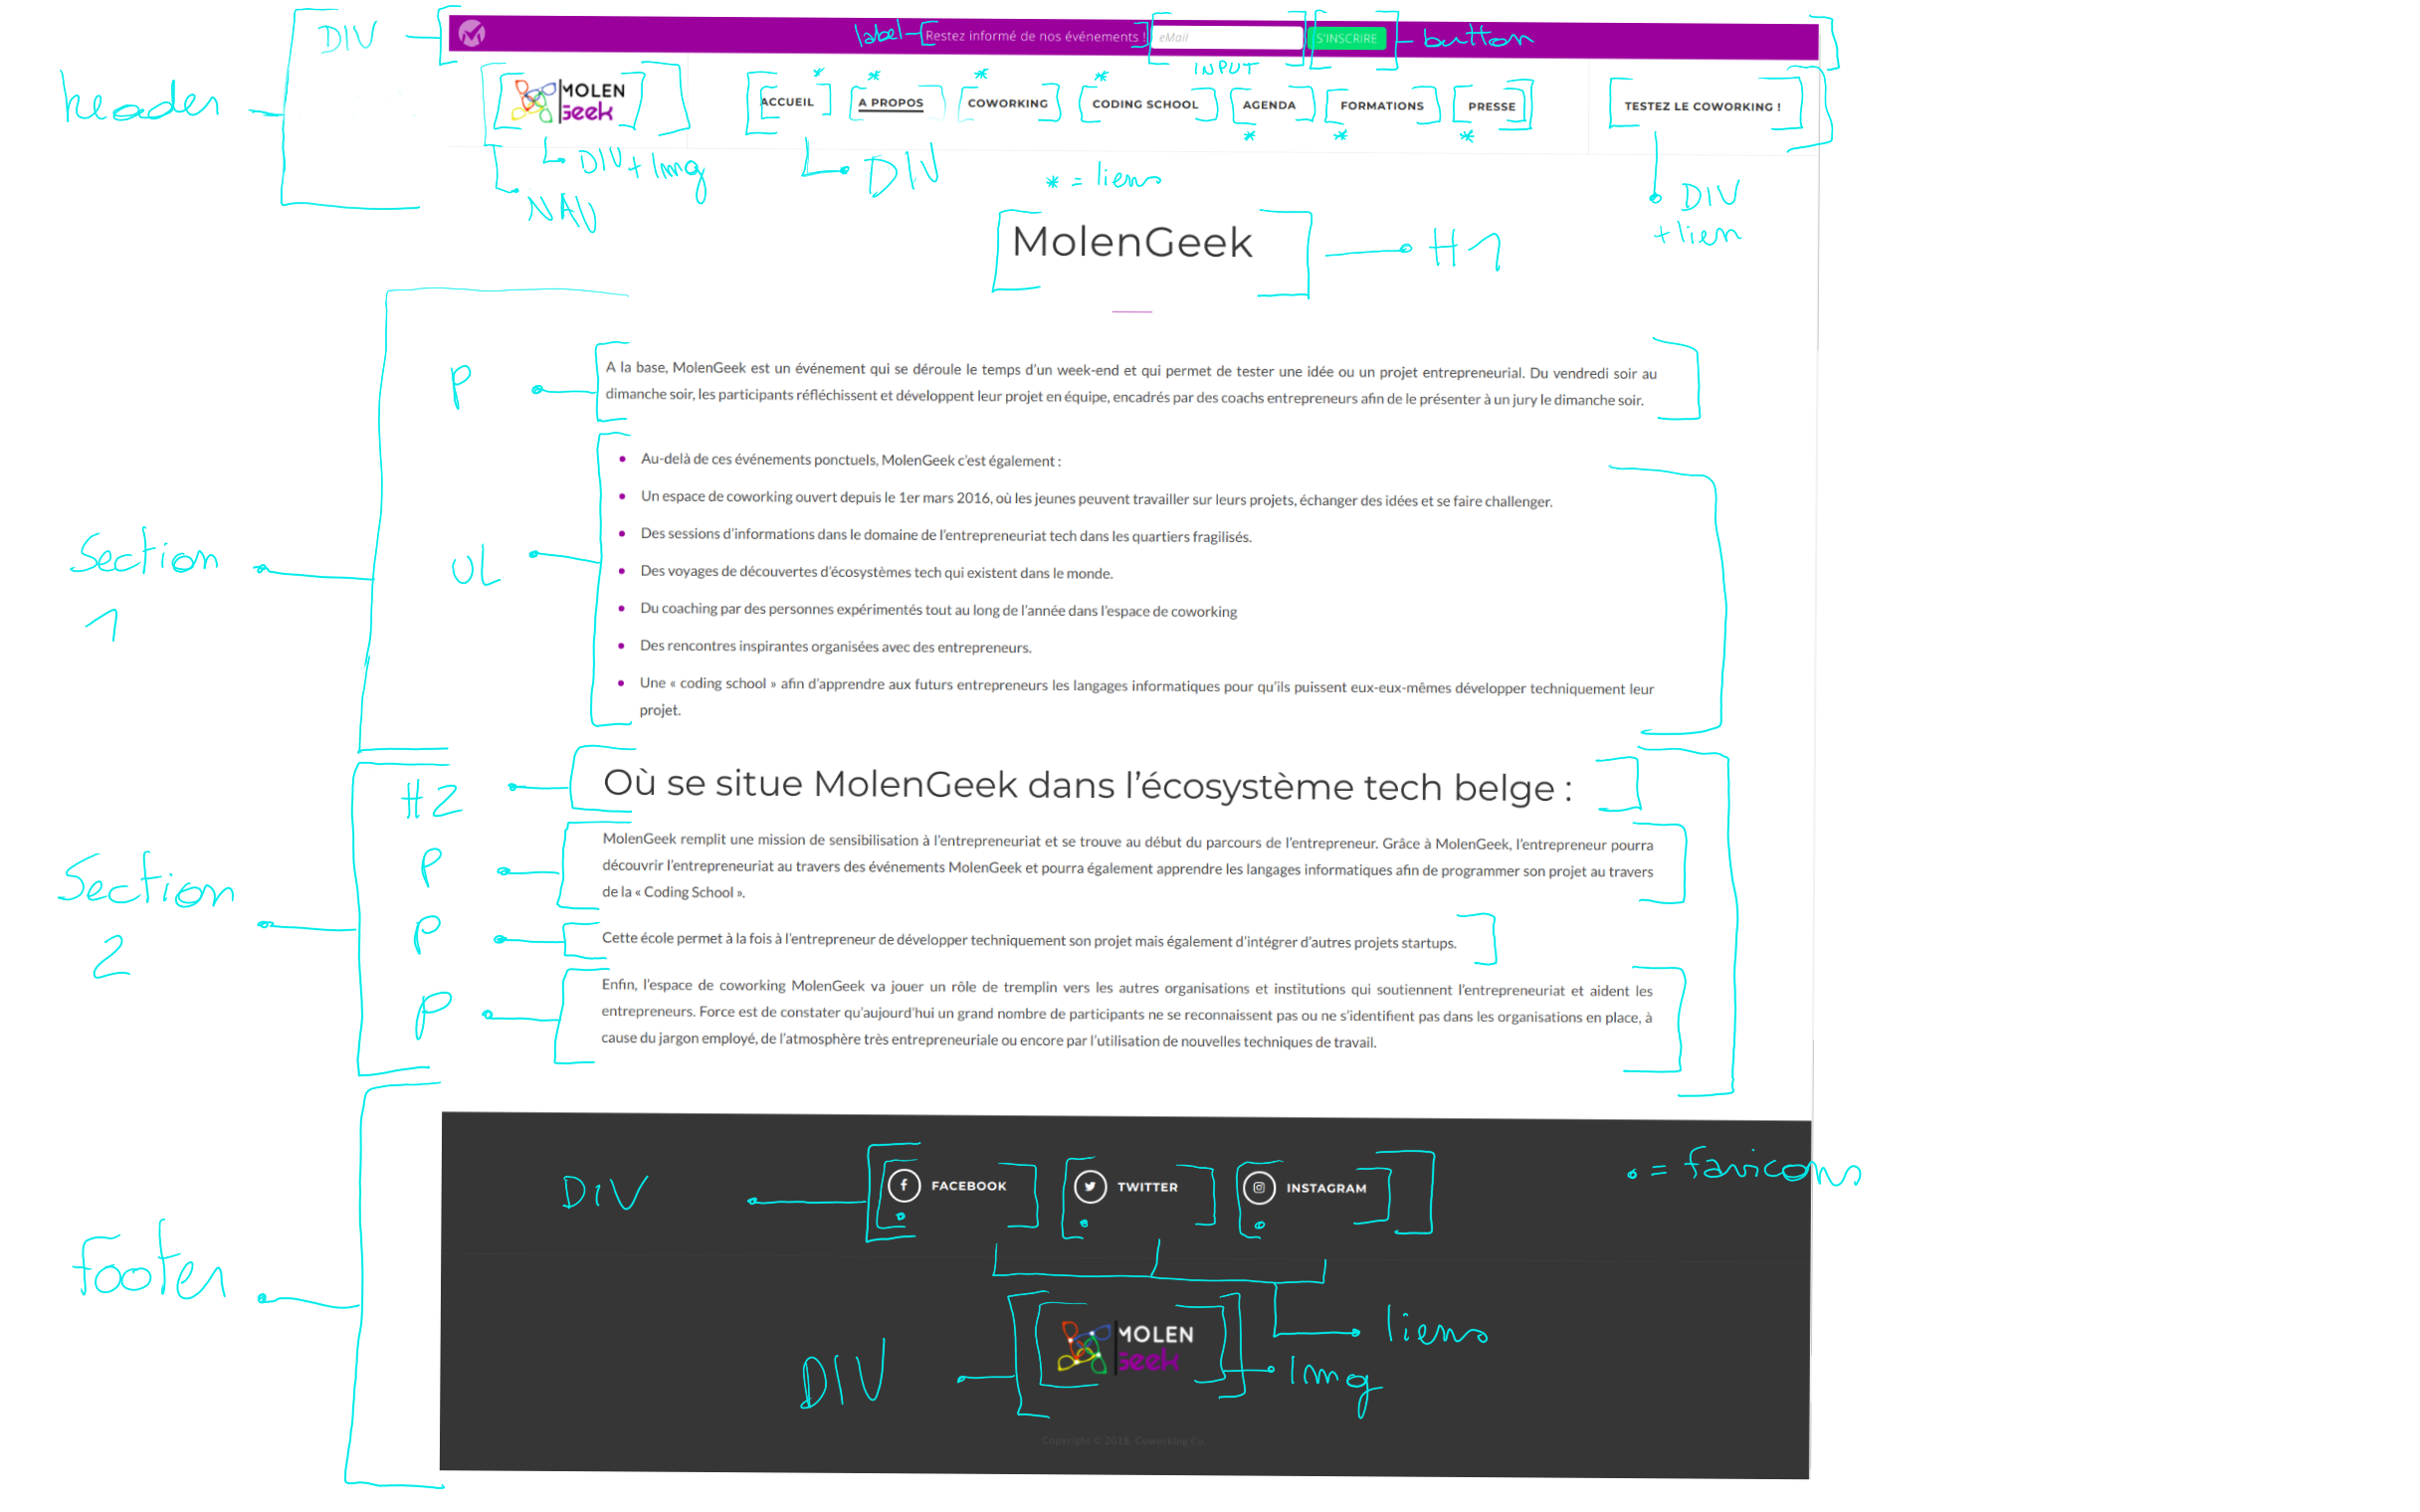 DIV
label
Restez informé de nos événements !
eMail
S'INSCRIRE
button
INPUT
header
MOLEN
Geek
ACCUEIL
A PROPOS
COWORKING
CODING SCHOOL
AGENDA
FORMATIONS
PRESSE
TESTEZ LE COWORKING !
* * * *
* * *
DIV + Img
NAV
DIV
* = liens
DIV
+ lien
MolenGeek
H1
P
A la base, MolenGeek est un événement qui se déroule le temps d'un week-end et qui permet de tester une idée ou un projet entrepreneurial. Du vendredi soir au
dimanche soir, les participants réfléchissent et développent leur projet en équipe, encadrés par des coachs entrepreneurs afin de le présenter à un jury le dimanche soir.
Section
1
UL
• Au-delà de ces événements ponctuels, MolenGeek c'est également :
• Un espace de coworking ouvert depuis le 1er mars 2016, où les jeunes peuvent travailler sur leurs projets, échanger des idées et se faire challenger.
• Des sessions d'informations dans le domaine de l'entrepreneuriat tech dans les quartiers fragilisés.
• Des voyages de découvertes d'écosystèmes tech qui existent dans le monde.
• Du coaching par des personnes expérimentés tout au long de l'année dans l'espace de coworking
• Des rencontres inspirantes organisées avec des entrepreneurs.
• Une « coding school » afin d'apprendre aux futurs entrepreneurs les langages informatiques pour qu'ils puissent eux-eux-mêmes développer techniquement leur
projet.
H2
Où se situe MolenGeek dans l'écosystème tech belge :
Section
2
P
MolenGeek remplit une mission de sensibilisation à l'entrepreneuriat et se trouve au début du parcours de l'entrepreneur. Grâce à MolenGeek, l'entrepreneur pourra
découvrir l'entrepreneuriat au travers des événements MolenGeek et pourra également apprendre les langages informatiques afin de programmer son projet au travers
de la « Coding School ».
P
Cette école permet à la fois à l'entrepreneur de développer techniquement son projet mais également d'intégrer d'autres projets startups.
P
Enfin, l'espace de coworking MolenGeek va jouer un rôle de tremplin vers les autres organisations et institutions qui soutiennent l'entrepreneuriat et aident les
entrepreneurs. Force est de constater qu'aujourd'hui un grand nombre de participants ne se reconnaissent pas ou ne s'identifient pas dans les organisations en place, à
cause du jargon employé, de l'atmosphère très entrepreneuriale ou encore par l'utilisation de nouvelles techniques de travail.
Footer
DIV
FACEBOOK
TWITTER
INSTAGRAM
= favicons
liens
DIV
MOLEN
Geek
Img
Copyright © 2018. Coworking Co.